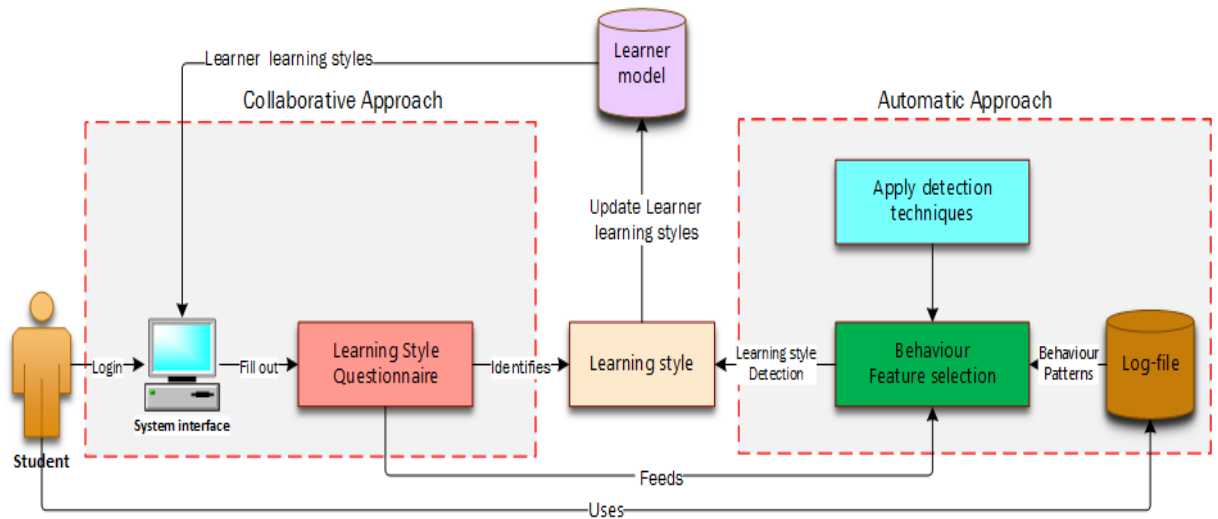 Learner
model
Learner learning styles
Collaborative Approach
Automatic Approach
Apply detection
techniques
Update Learner
learning styles
Login
System interface
Fill out
Learning Style
Questionnaire
Identifies
Learning style
Learning style
Detection
Behaviour
Feature selection
Behaviour
Patterns
Log-file
Student
Feeds
Uses